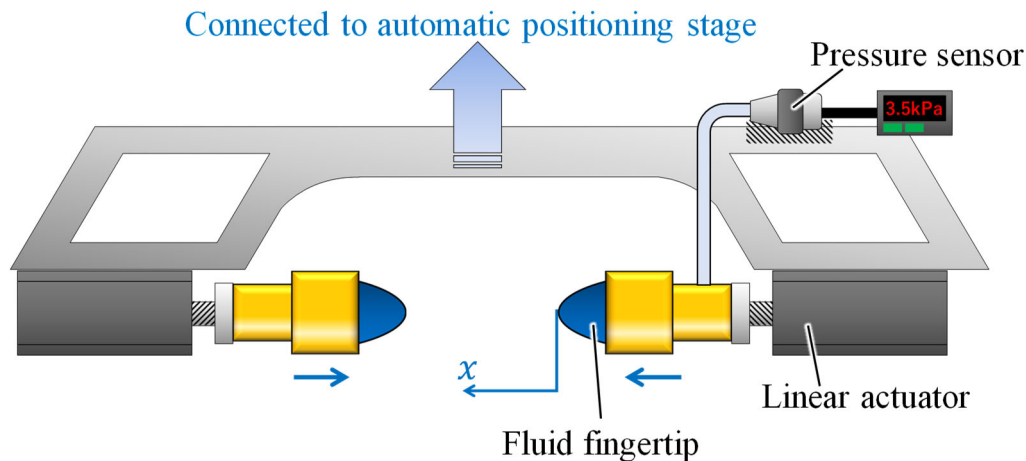 Connected to automatic positioning stage
Pressure sensor
3.5kPa
x
Linear actuator
Fluid fingertip